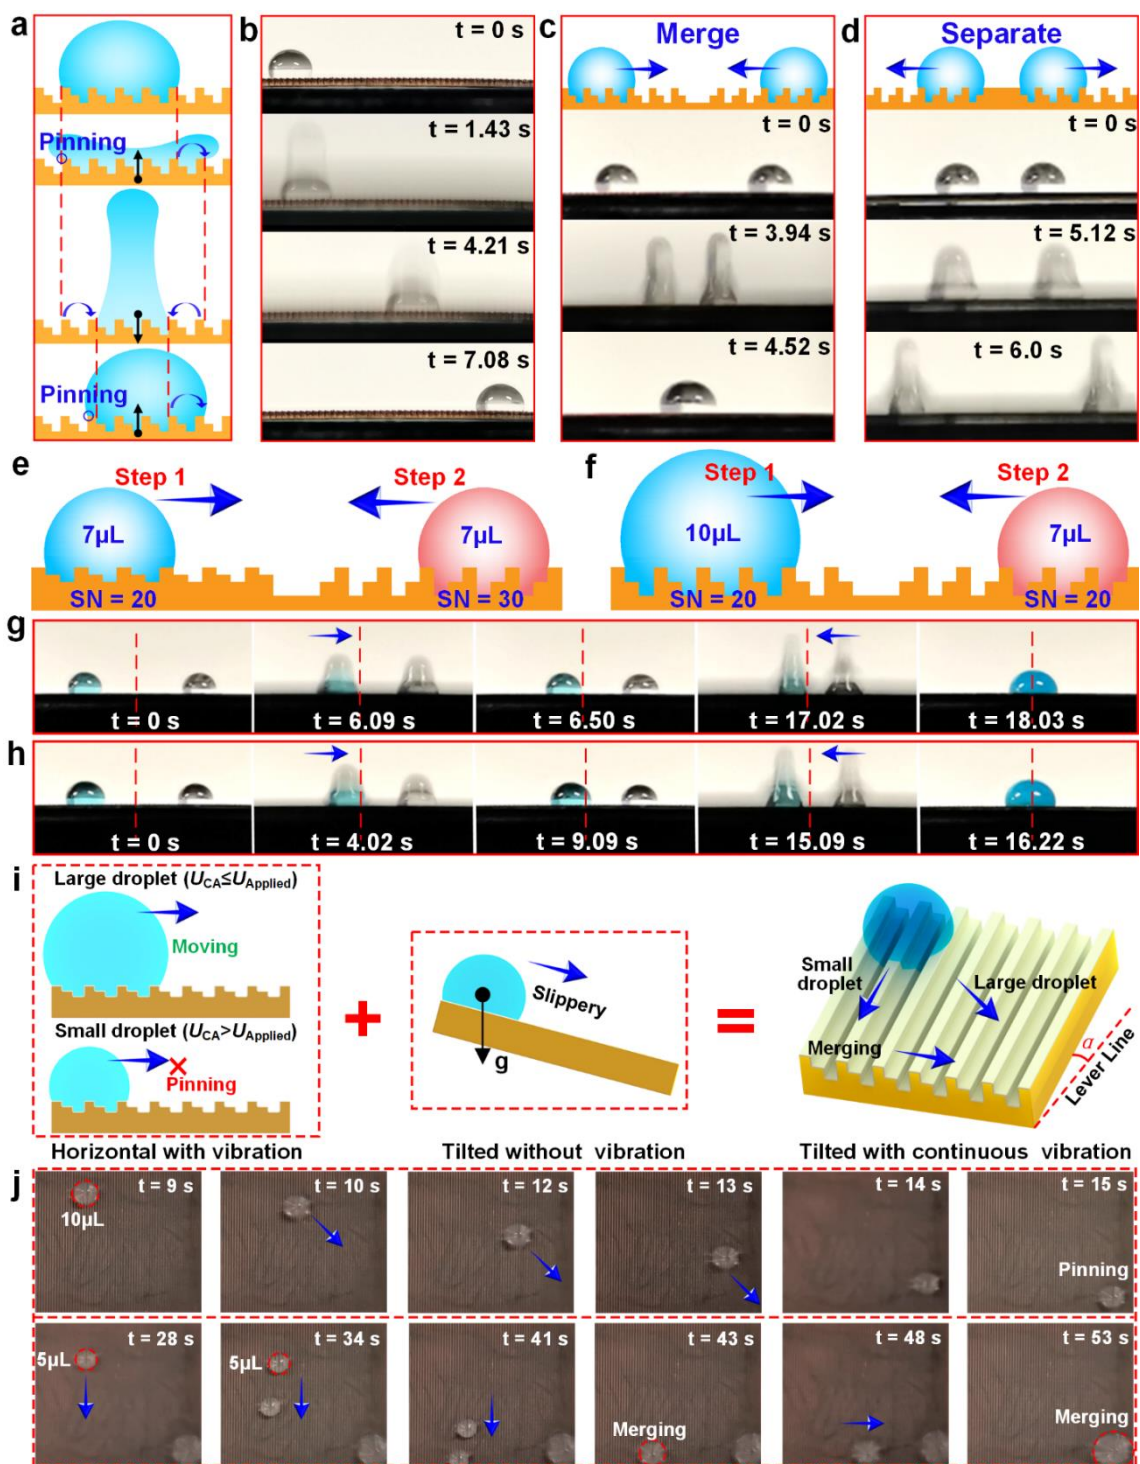 a
Pinning
Pinning
b
t = 0 s
t = 1.43 s
t = 4.21 s
t = 7.08 s
c
Merge
t = 0 s
t = 3.94 s
t = 4.52 s
d
Separate
t = 0 s
t = 5.12 s
t = 6.0 s
e
Step 1
Step 2
7µL
7µL
SN = 20
SN = 30
f
Step 1
Step 2
10µL
7µL
SN = 20
SN = 20
g
t = 0 s
t = 6.09 s
t = 6.50 s
t = 17.02 s
t = 18.03 s
h
t = 0 s
t = 4.02 s
t = 9.09 s
t = 15.09 s
t = 16.22 s
i
Large droplet (UCA≤UApplied)
Moving
Small droplet (UCA>UApplied)
Pinning
+
Slippery
g
=
Small
droplet
Large droplet
Merging
α
Lever Line
Horizontal with vibration
Tilted without vibration
Tilted with continuous vibration
j
t = 9 s
10µL
t = 10 s
t = 12 s
t = 13 s
t = 14 s
t = 15 s
Pinning
t = 28 s
5µL
t = 34 s
5µL
t = 41 s
t = 43 s
Merging
t = 48 s
t = 53 s
Merging